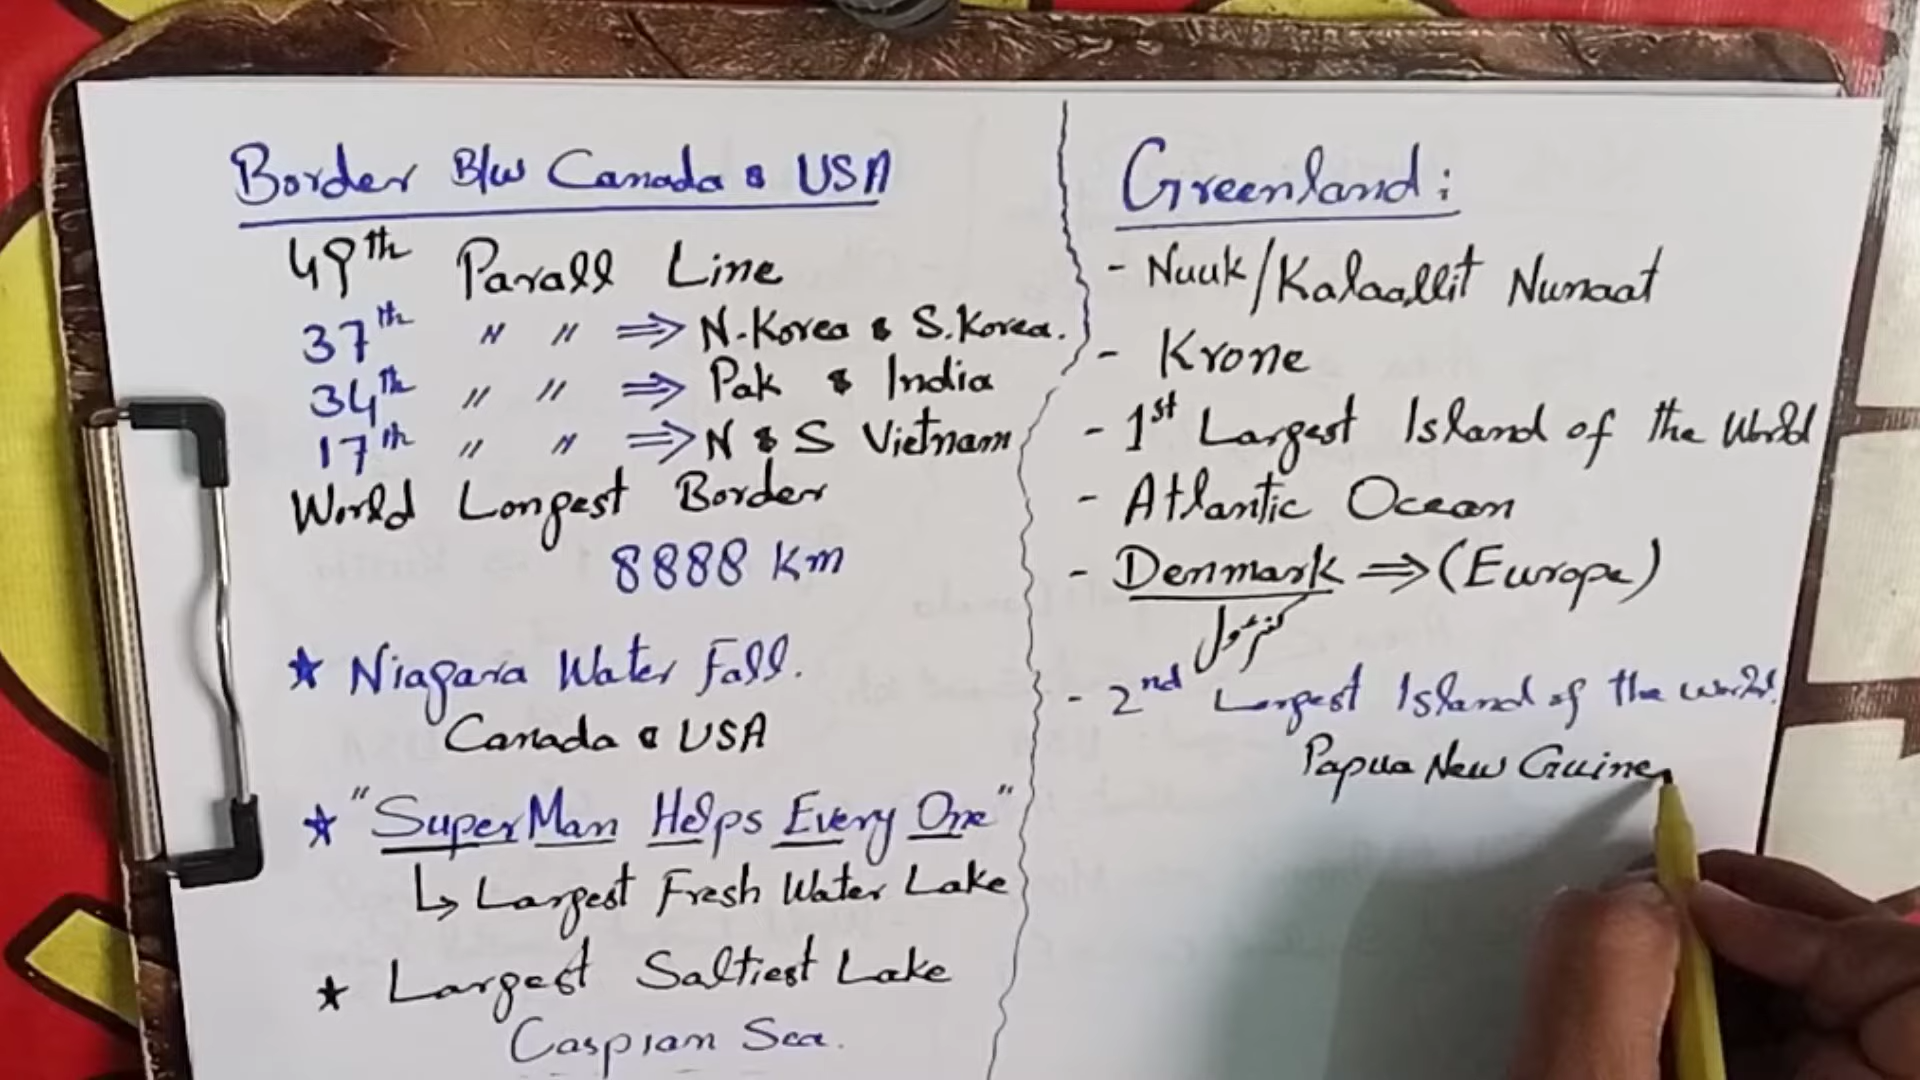 Border B/w Canada & USA
49th Parall Line
37th " " ⇒ N.Korea & S.Korea.
34th " " ⇒ Pak & India
17th " " ⇒ N & S Vietnam
World Longest Border
8888 Km
★ Niagara Water Fall.
Canada & USA
★ "Super Man Helps Every One"
↳ Largest Fresh Water Lake
★ Largest Saltiest Lake
Caspian Sea.
Greenland:
- Nuuk/Kalaallit Nunaat
- Krone
- 1st Largest Island of the World
- Atlantic Ocean
- Denmark ⇒ (Europe)
کنٹرول
- 2nd Largest Island of the World.
Papua New Guine